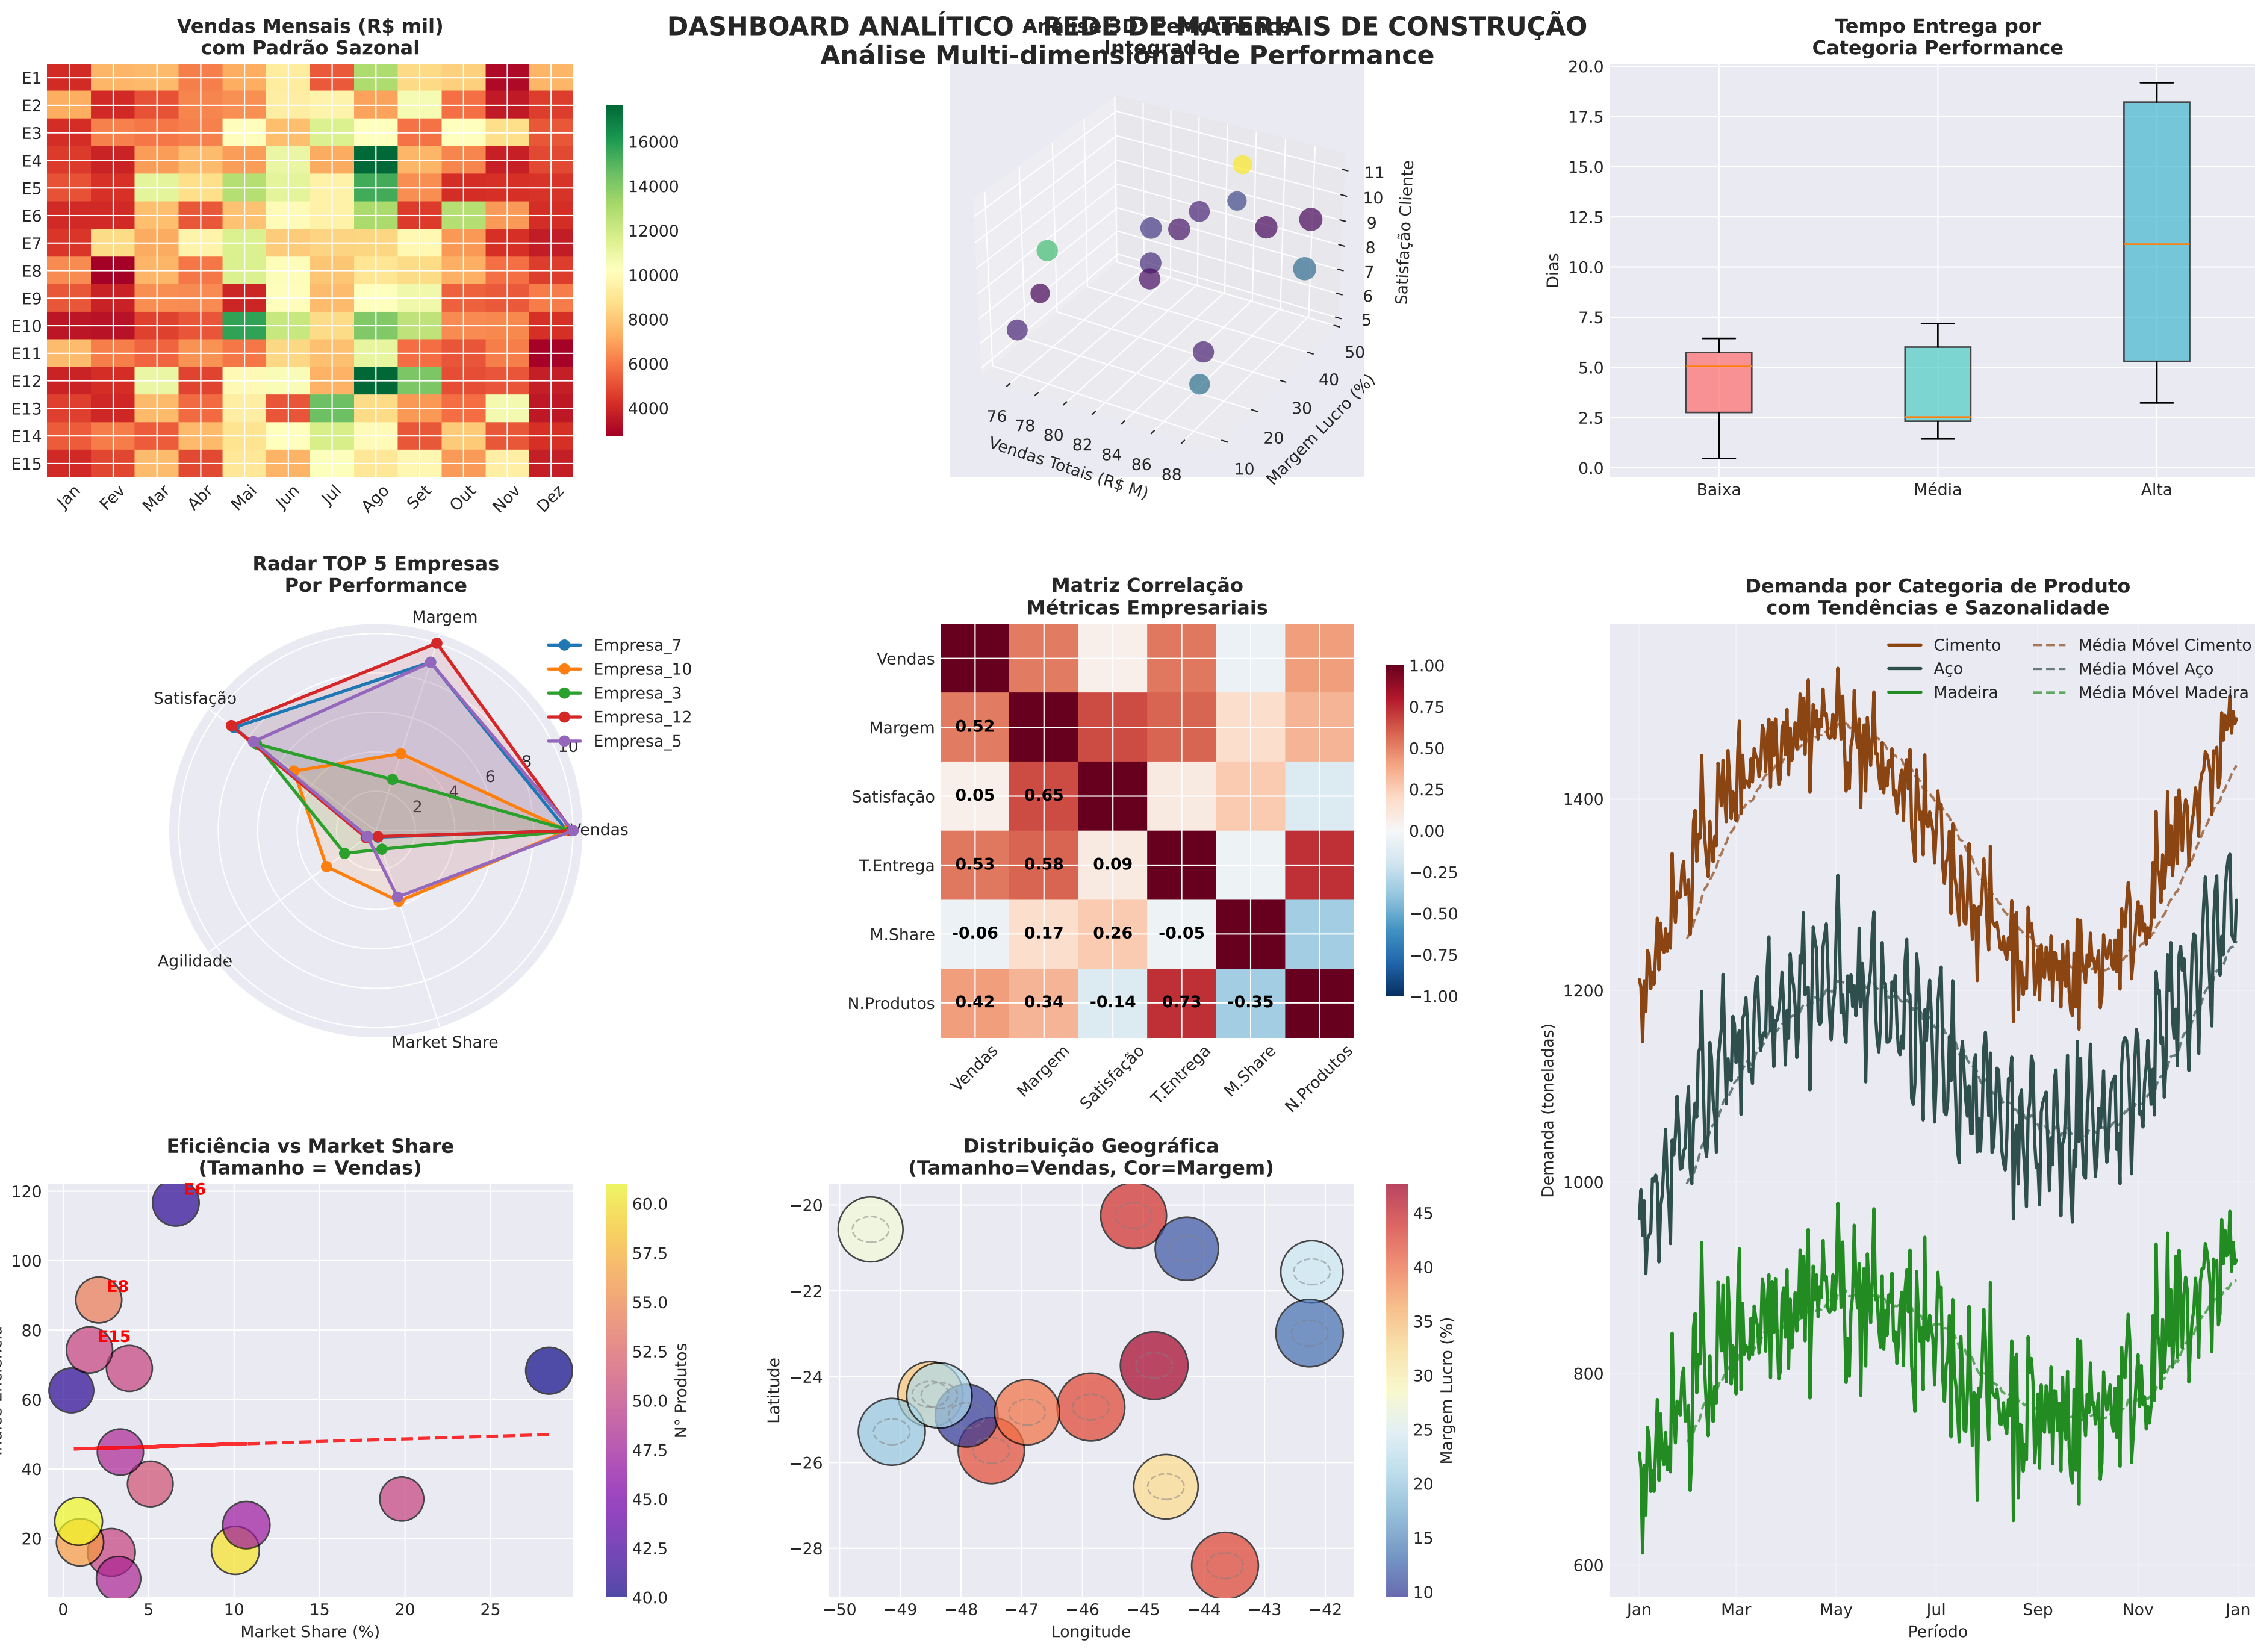 DASHBOARD ANALÍTICO - REDE DE MATERIAIS DE CONSTRUÇÃO
Análise Multi-dimensional de Performance
Vendas Mensais (R$ mil)
com Padrão Sazonal
E1
E2
E3
E4
E5
E6
E7
E8
E9
E10
E11
E12
E13
E14
E15
Jan
Fev
Mar
Abr
Mai
Jun
Jul
Ago
Set
Out
Nov
Dez
16000
14000
12000
10000
8000
6000
4000
Análise 3D: Performance
Integrada
76
78
80
82
84
86
88
Vendas Totais (R$ M)
10
20
30
40
50
Margem Lucro (%)
11
10
9
8
7
6
5
Satisfação Cliente
Tempo Entrega por
Categoria Performance
20.0
17.5
15.0
12.5
10.0
7.5
5.0
2.5
0.0
Dias
Baixa
Média
Alta
Radar TOP 5 Empresas
Por Performance
Vendas
Margem
Satisfação
Agilidade
Market Share
2
4
6
8
10
Empresa_7
Empresa_10
Empresa_3
Empresa_12
Empresa_5
Matriz Correlação
Métricas Empresariais
Vendas
Margem
Satisfação
T.Entrega
M.Share
N.Produtos
0.52
0.05 0.65
0.53 0.58 0.09
-0.06 0.17 0.26 -0.05
0.42 0.34 -0.14 0.73 -0.35
Vendas
Margem
Satisfação
T.Entrega
M.Share
N.Produtos
1.00
0.75
0.50
0.25
0.00
−0.25
−0.50
−0.75
−1.00
Demanda por Categoria de Produto
com Tendências e Sazonalidade
Cimento
Aço
Madeira
Média Móvel Cimento
Média Móvel Aço
Média Móvel Madeira
1400
1200
1000
800
600
Demanda (toneladas)
Jan
Mar
May
Jul
Sep
Nov
Jan
Período
Eficiência vs Market Share
(Tamanho = Vendas)
E6
E8
E15
120
100
80
60
40
20
0
5
10
15
20
25
Market Share (%)
60.0
57.5
55.0
52.5
50.0
47.5
45.0
42.5
40.0
N° Produtos
Distribuição Geográfica
(Tamanho=Vendas, Cor=Margem)
−20
−22
−24
−26
−28
Latitude
−50
−49
−48
−47
−46
−45
−44
−43
−42
Longitude
45
40
35
30
25
20
15
10
Margem Lucro (%)